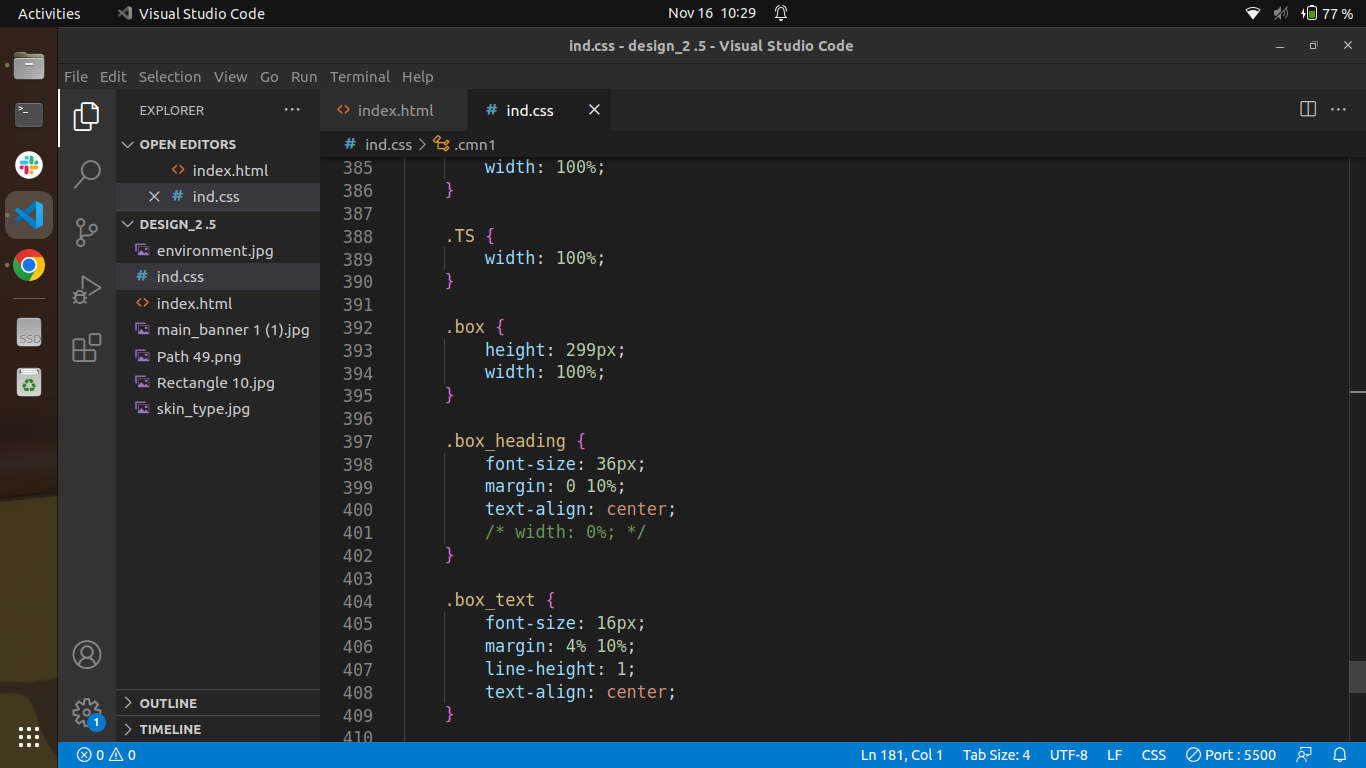 Activities
Visual Studio Code
Nov 16 10:29
77 %
ind.css - design_2 .5 - Visual Studio Code
File Edit Selection View Go Run Terminal Help
EXPLORER
OPEN EDITORS
index.html
ind.css
DESIGN_2 .5
environment.jpg
ind.css
index.html
main_banner 1 (1).jpg
Path 49.png
Rectangle 10.jpg
skin_type.jpg
OUTLINE
TIMELINE
SSD
1
index.html
# ind.css
# ind.css > .cmn1
385 width: 100%;
386 }
387
388 .TS {
389 width: 100%;
390 }
391
392 .box {
393 height: 299px;
394 width: 100%;
395 }
396
397 .box_heading {
398 font-size: 36px;
399 margin: 0 10%;
400 text-align: center;
401 /* width: 0%; */
402 }
403
404 .box_text {
405 font-size: 16px;
406 margin: 4% 10%;
407 line-height: 1;
408 text-align: center;
409 }
410
0 0
Ln 181, Col 1
Tab Size: 4
UTF-8
LF
CSS
Port : 5500